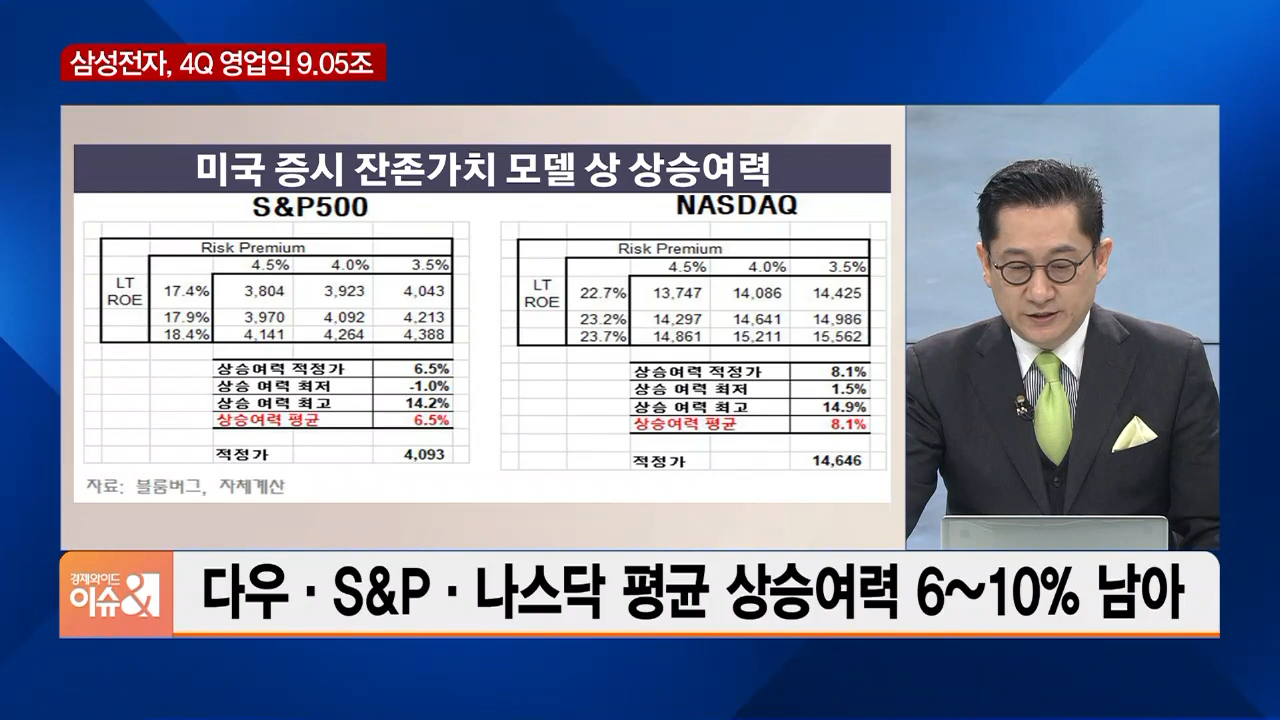 삼성전자, 4Q 영업익 9.05조
미국 증시 잔존가치 모델 상 상승여력
S&P500
Risk Premium
4.5% 4.0% 3.5%
LT ROE
17.4% 3,804 3,923 4,043
17.9% 3,970 4,092 4,213
18.4% 4,141 4,264 4,388
상승여력 적정가 6.5%
상승 여력 최저 -1.0%
상승 여력 최고 14.2%
상승여력 평균 6.5%
적정가 4,093
자료: 블룸버그, 자체계산
NASDAQ
Risk Premium
4.5% 4.0% 3.5%
LT ROE
22.7% 13,747 14,086 14,425
23.2% 14,297 14,641 14,986
23.7% 14,861 15,211 15,562
상승여력 적정가 8.1%
상승 여력 최저 1.5%
상승 여력 최고 14.9%
상승여력 평균 8.1%
적정가 14,646
경제와이드
이슈&
다우·S&P·나스닥 평균 상승여력 6~10% 남아